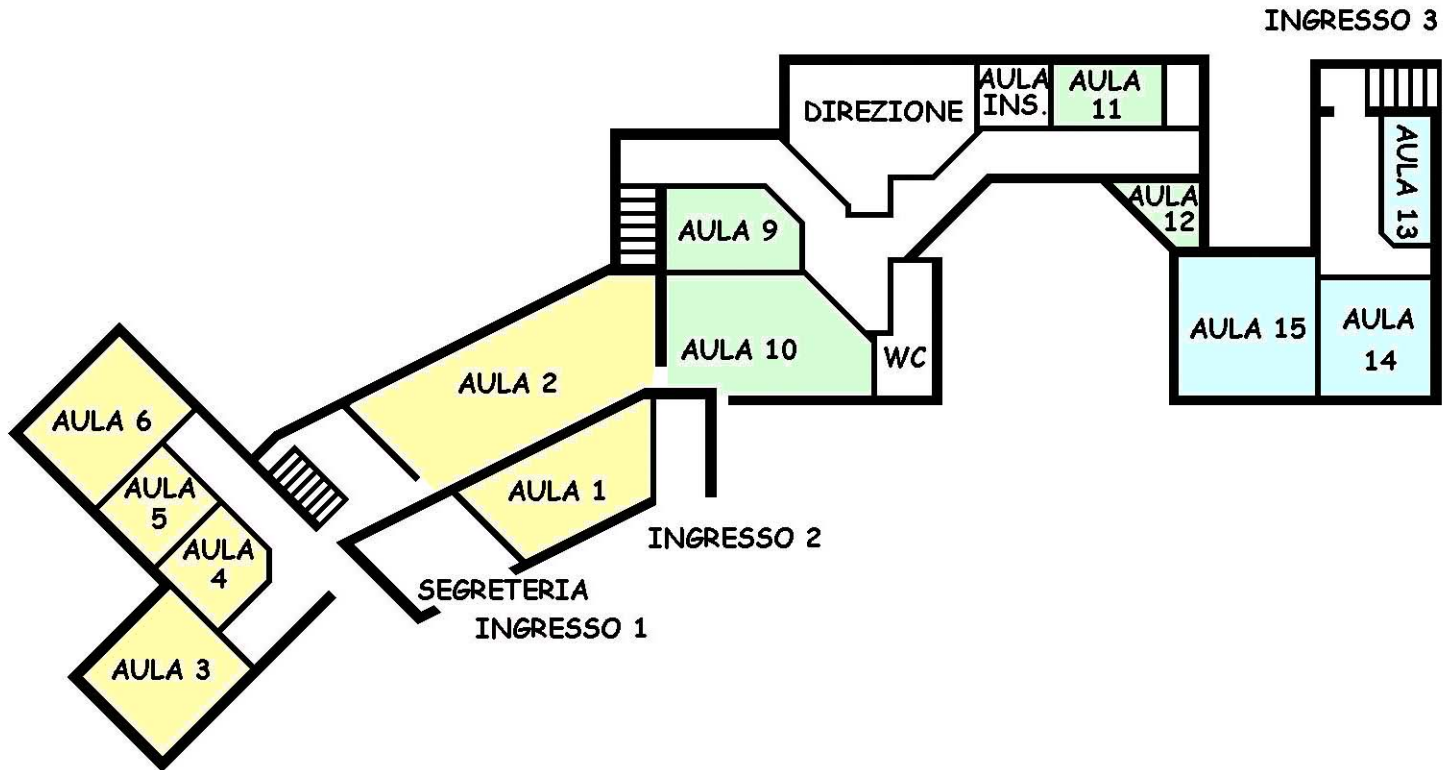 INGRESSO 3
DIREZIONE
AULA
INS.
AULA
11
AULA 13
AULA
12
AULA 9
AULA 10
WC
AULA 15
AULA
14
AULA 2
AULA 1
AULA 6
AULA
5
AULA
4
AULA 3
INGRESSO 2
SEGRETERIA
INGRESSO 1